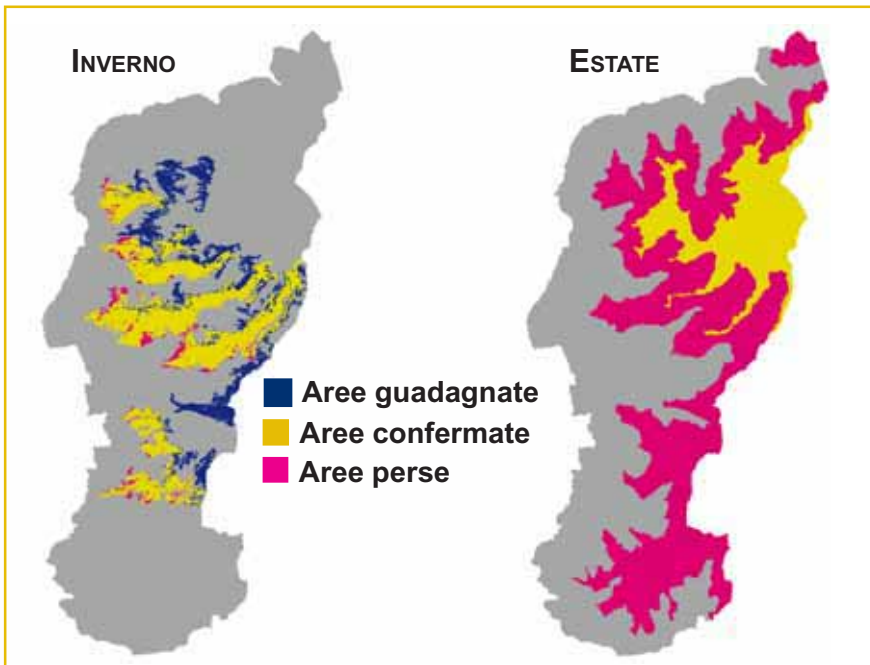 INVERNO
ESTATE
Aree guadagnate
Aree confermate
Aree perse